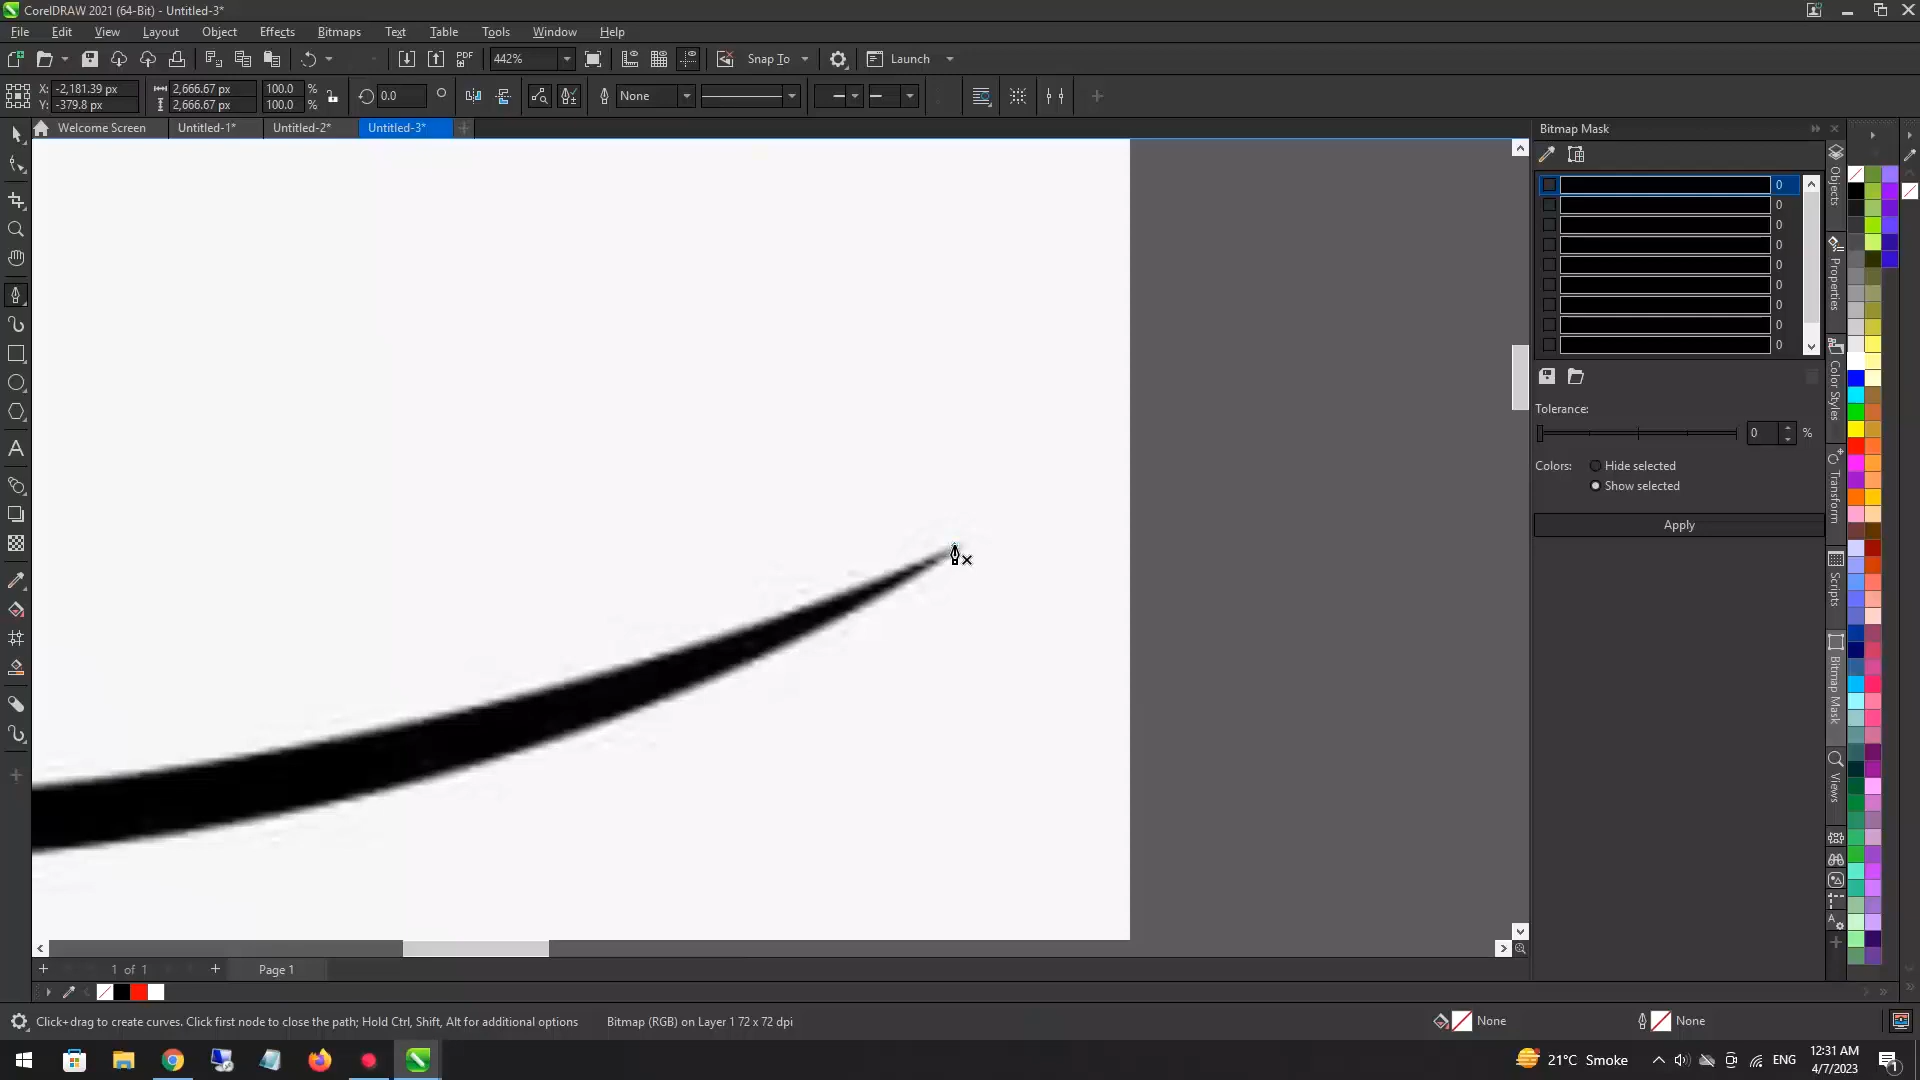 CorelDRAW 2021 (64-Bit) - Untitled-3*
File Edit View Layout Object Effects Bitmaps Text Table Tools Window Help
PDF 442% Snap To Launch
X: -2,181.39 px 2,666.67 px 100.0 %
Y: -379.8 px 2,666.67 px 100.0 %
0.0 None
Welcome Screen Untitled-1* Untitled-2* Untitled-3*
Bitmap Mask
0
0
0
0
0
0
0
0
0
Tolerance:
0 %
Colors: Hide selected
Show selected
Apply
Objects
Properties
Color Styles
Transform
Scripts
Bitmap Mask
Views
1 of 1 Page 1
Click+drag to create curves. Click first node to close the path; Hold Ctrl, Shift, Alt for additional options Bitmap (RGB) on Layer 1 72 x 72 dpi None None
21°C Smoke ENG 12:31 AM
4/7/2023 1